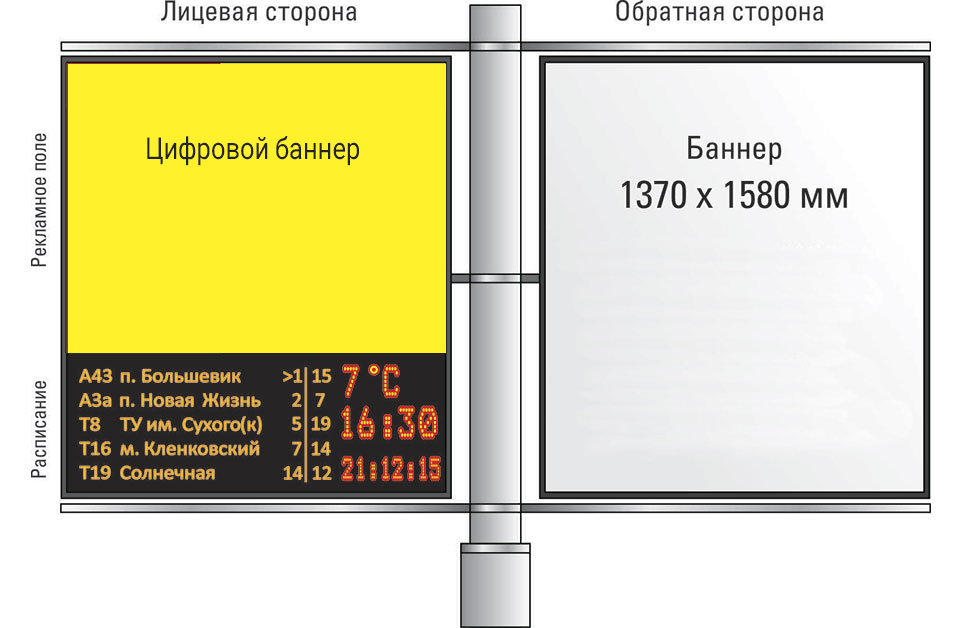 Лицевая сторона
Обратная сторона
Рекламное поле
Цифровой баннер
Баннер
1370 x 1580 мм
Расписание
А43 п. Большевик >1 15
А3а п. Новая Жизнь 2 7
Т8 ТУ им. Сухого(к) 5 19
Т16 м. Кленковский 7 14
Т19 Солнечная 14 12
7 °C
16:30
21:12:15